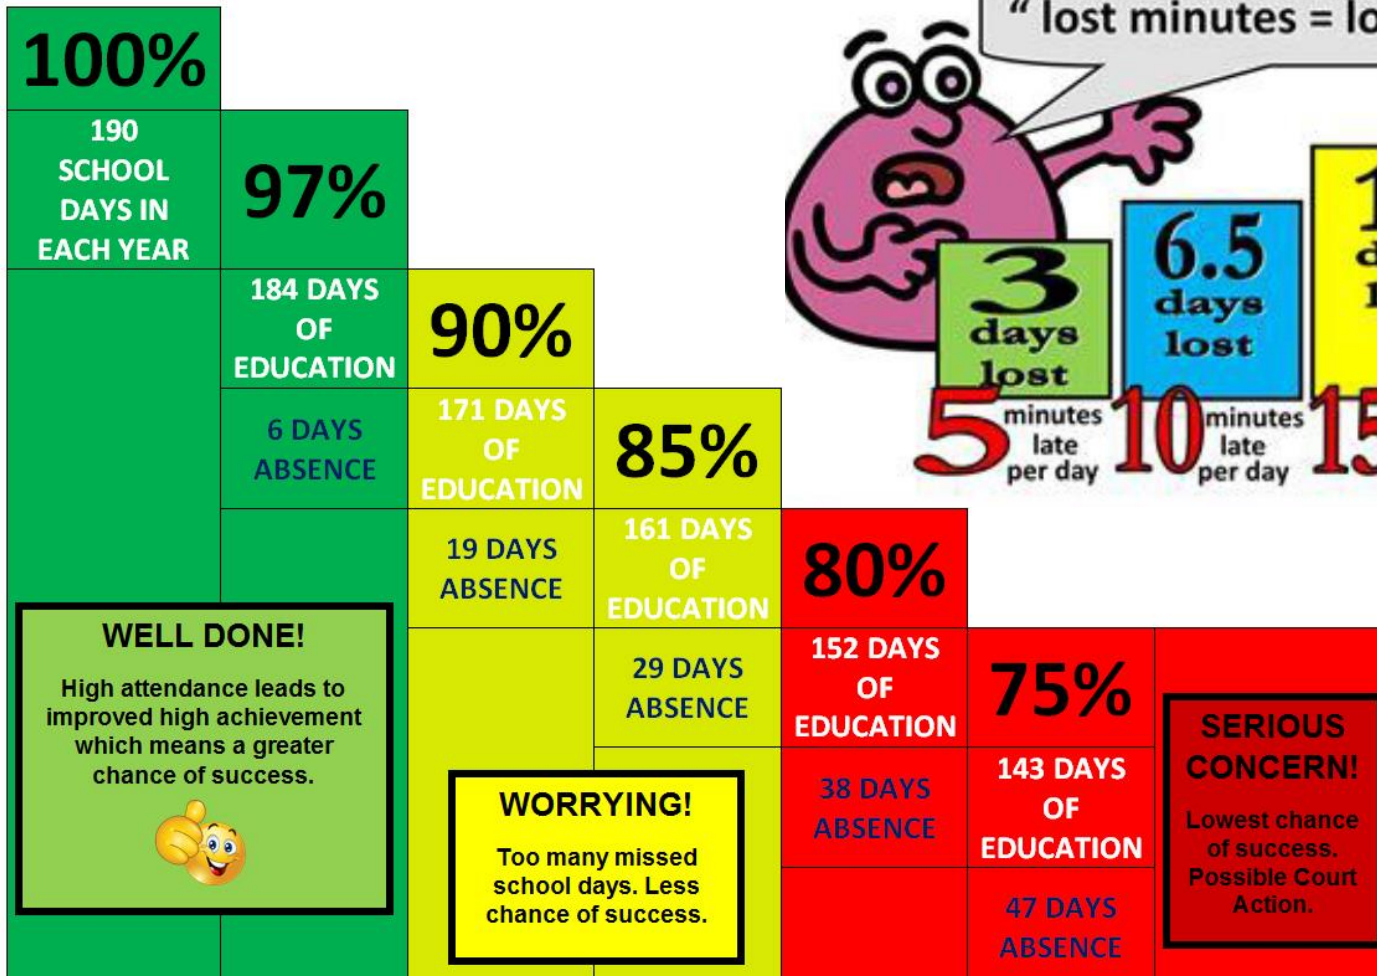 100%
190
SCHOOL
DAYS IN
EACH YEAR
97%
184 DAYS
OF
EDUCATION
6 DAYS
ABSENCE
90%
171 DAYS
OF
EDUCATION
19 DAYS
ABSENCE
85%
161 DAYS
OF
EDUCATION
29 DAYS
ABSENCE
80%
152 DAYS
OF
EDUCATION
38 DAYS
ABSENCE
75%
143 DAYS
OF
EDUCATION
47 DAYS
ABSENCE
WELL DONE!
High attendance leads to
improved high achievement
which means a greater
chance of success.
WORRYING!
Too many missed
school days. Less
chance of success.
SERIOUS
CONCERN!
Lowest chance
of success.
Possible Court
Action.
“ lost minutes =
3
days
lost
5 minutes
late
per day
6.5
days
lost
10 minutes
late
per day
15